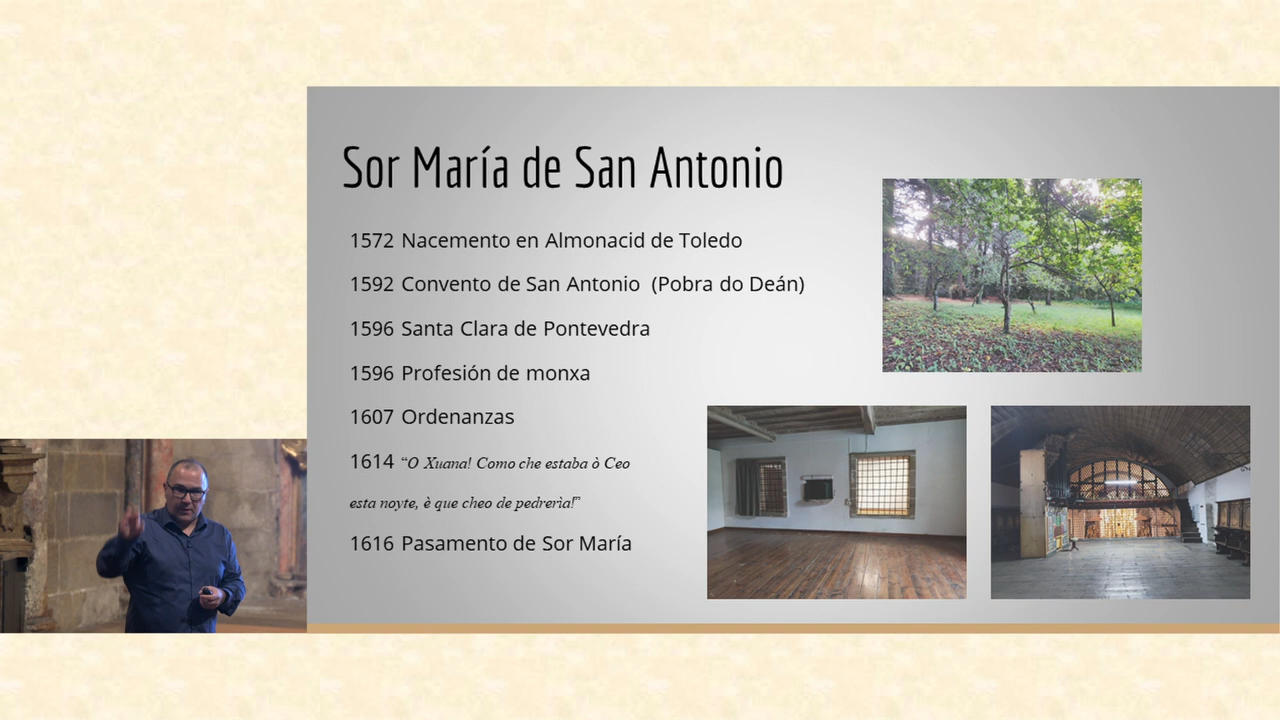 Sor María de San Antonio
1572 Nacemento en Almonacid de Toledo
1592 Convento de San Antonio (Pobra do Deán)
1596 Santa Clara de Pontevedra
1596 Profesión de monxa
1607 Ordenanzas
1614 “O Xuana! Como che estaba ò Ceo
esta noyte, è que cheo de pedrerìa!”
1616 Pasamento de Sor María